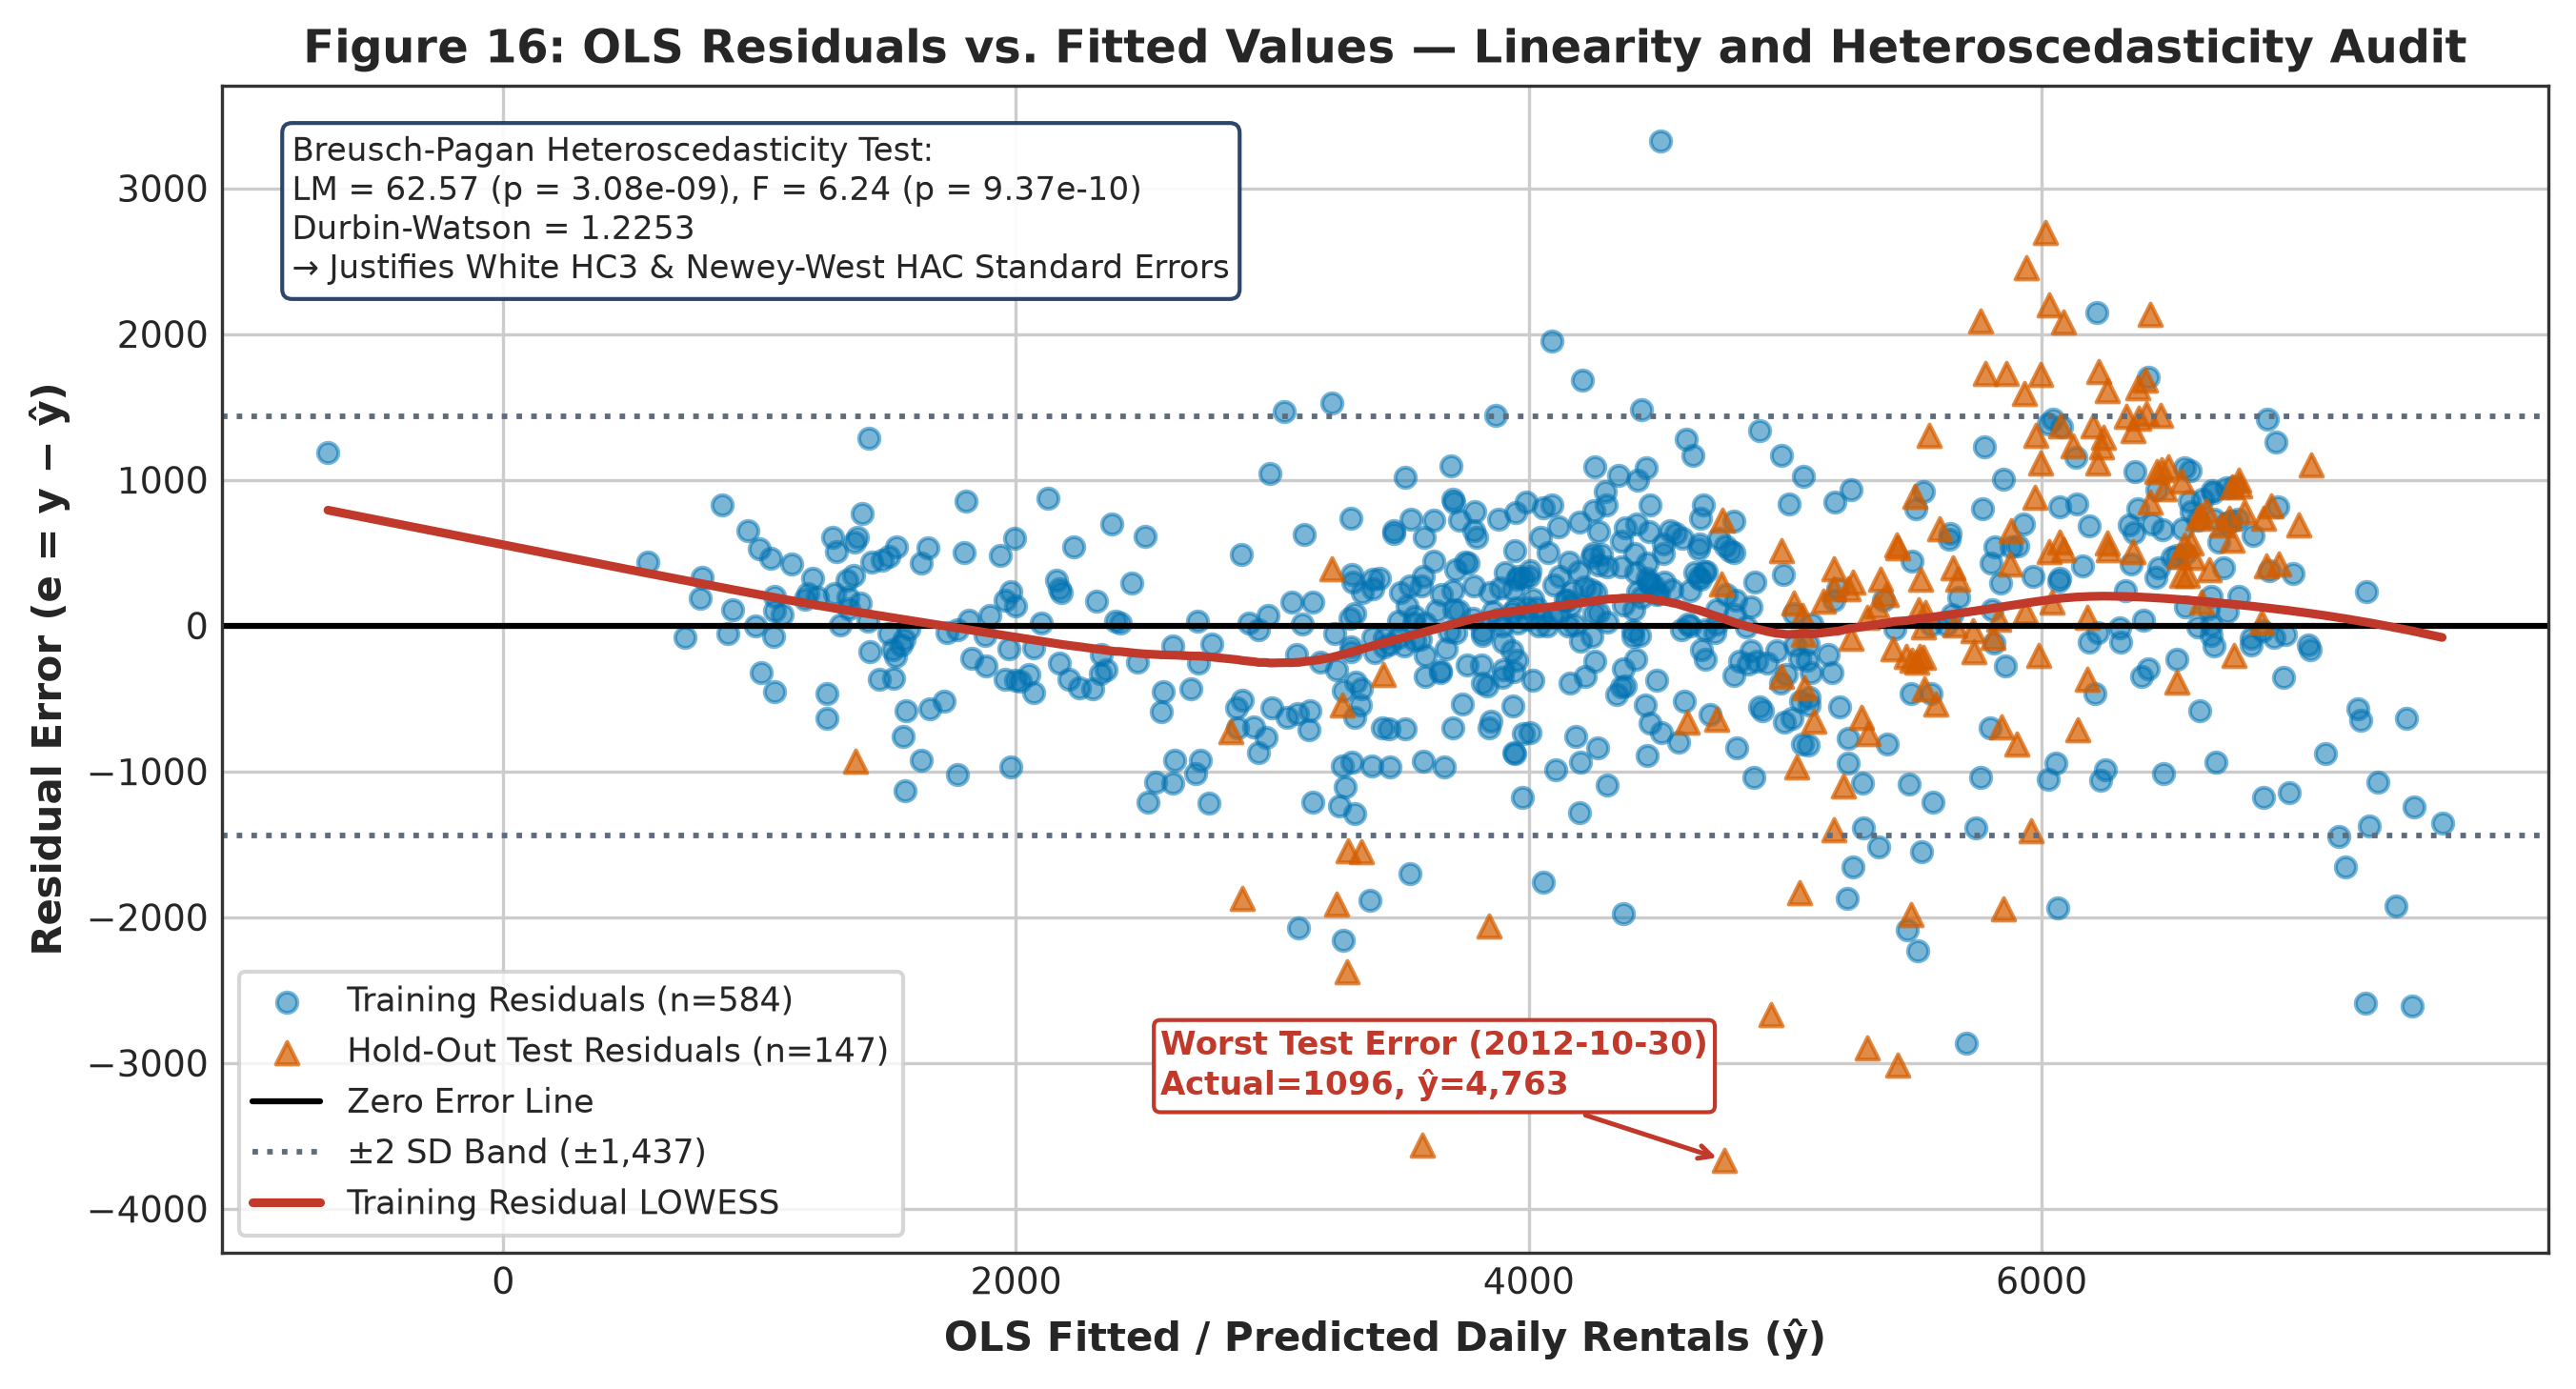 Figure 16: OLS Residuals vs. Fitted Values — Linearity and Heteroscedasticity Audit
Breusch-Pagan Heteroscedasticity Test:
LM = 62.57 (p = 3.08e-09), F = 6.24 (p = 9.37e-10)
Durbin-Watson = 1.2253
→ Justifies White HC3 & Newey-West HAC Standard Errors
Residual Error (e = y − ŷ)
3000
2000
1000
0
−1000
−2000
−3000
−4000
Worst Test Error (2012-10-30)
Actual=1096, ŷ=4,763
Training Residuals (n=584)
Hold-Out Test Residuals (n=147)
Zero Error Line
±2 SD Band (±1,437)
Training Residual LOWESS
0
2000
4000
6000
OLS Fitted / Predicted Daily Rentals (ŷ)